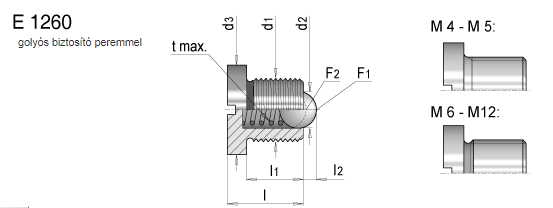 E 1260
golyós biztosító peremmel
d3
d1
d2
t max.
F2
F1
l1
l2
l
M 4 - M 5:
M 6 - M12: